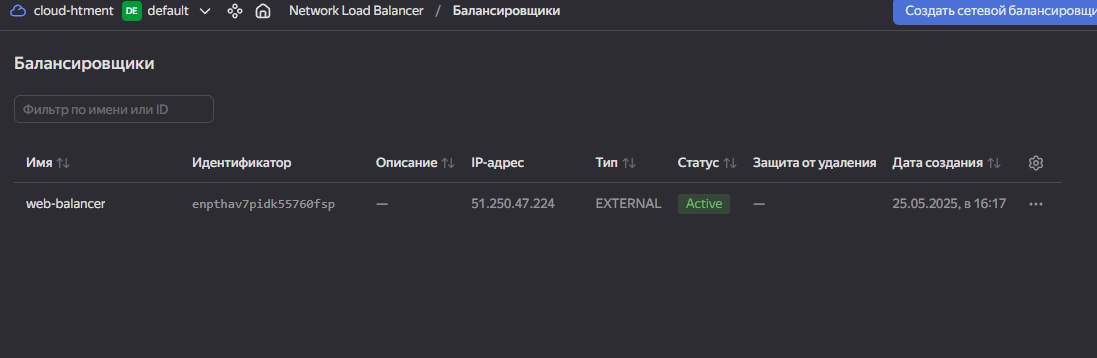 cloud-htment DE default Network Load Balancer / Балансировщики Создать сетевой
Балансировщики
Фильтр по имени или ID
Имя Идентификатор Описание IP-адрес Тип Статус Защита от удаления Дата создания
web-balancer enpthav7pidk55760fsp — 51.250.47.224 EXTERNAL Active — 25.05.2025, в 16:17